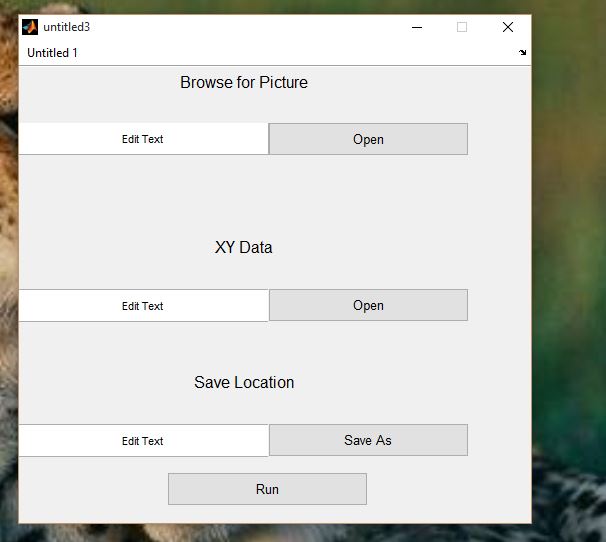 untitled3
Untitled 1
Browse for Picture
Edit Text
Open
XY Data
Edit Text
Open
Save Location
Edit Text
Save As
Run